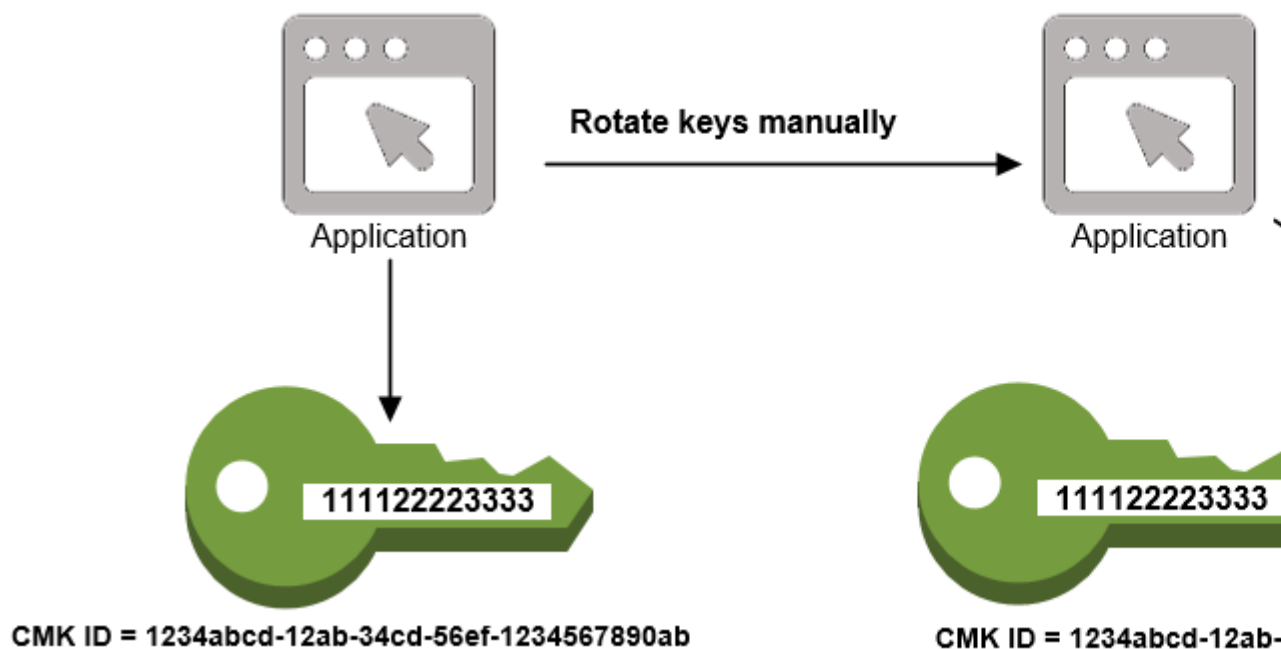 Rotate keys manually
Application
Application
111122223333
111122223333
CMK ID = 1234abcd-12ab-34cd-56ef-1234567890ab
CMK ID = 1234abcd-12ab-